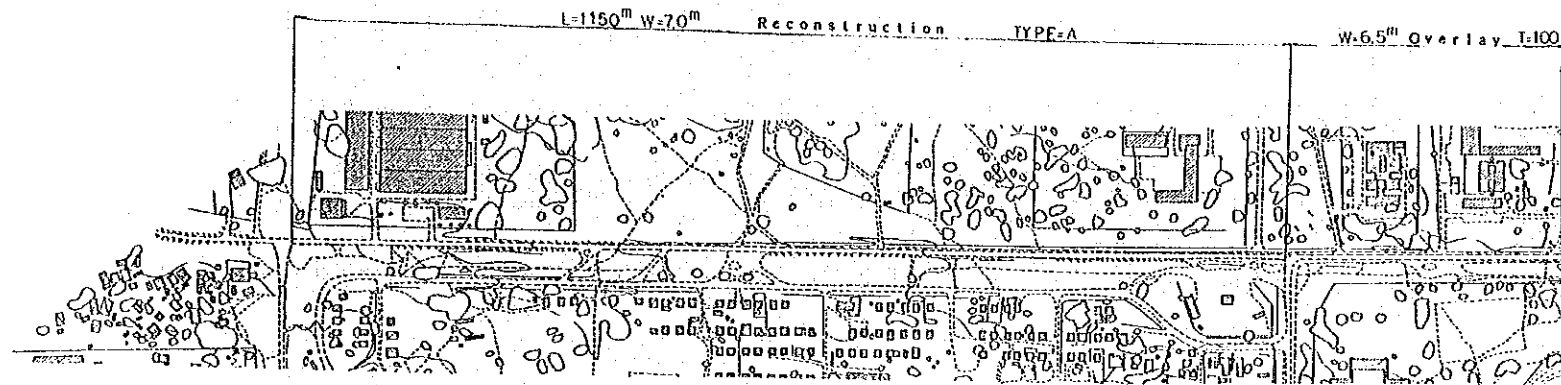 L=1150m W=7.0m Reconstruction TYPE=A
W=6.5m Overlay T=100